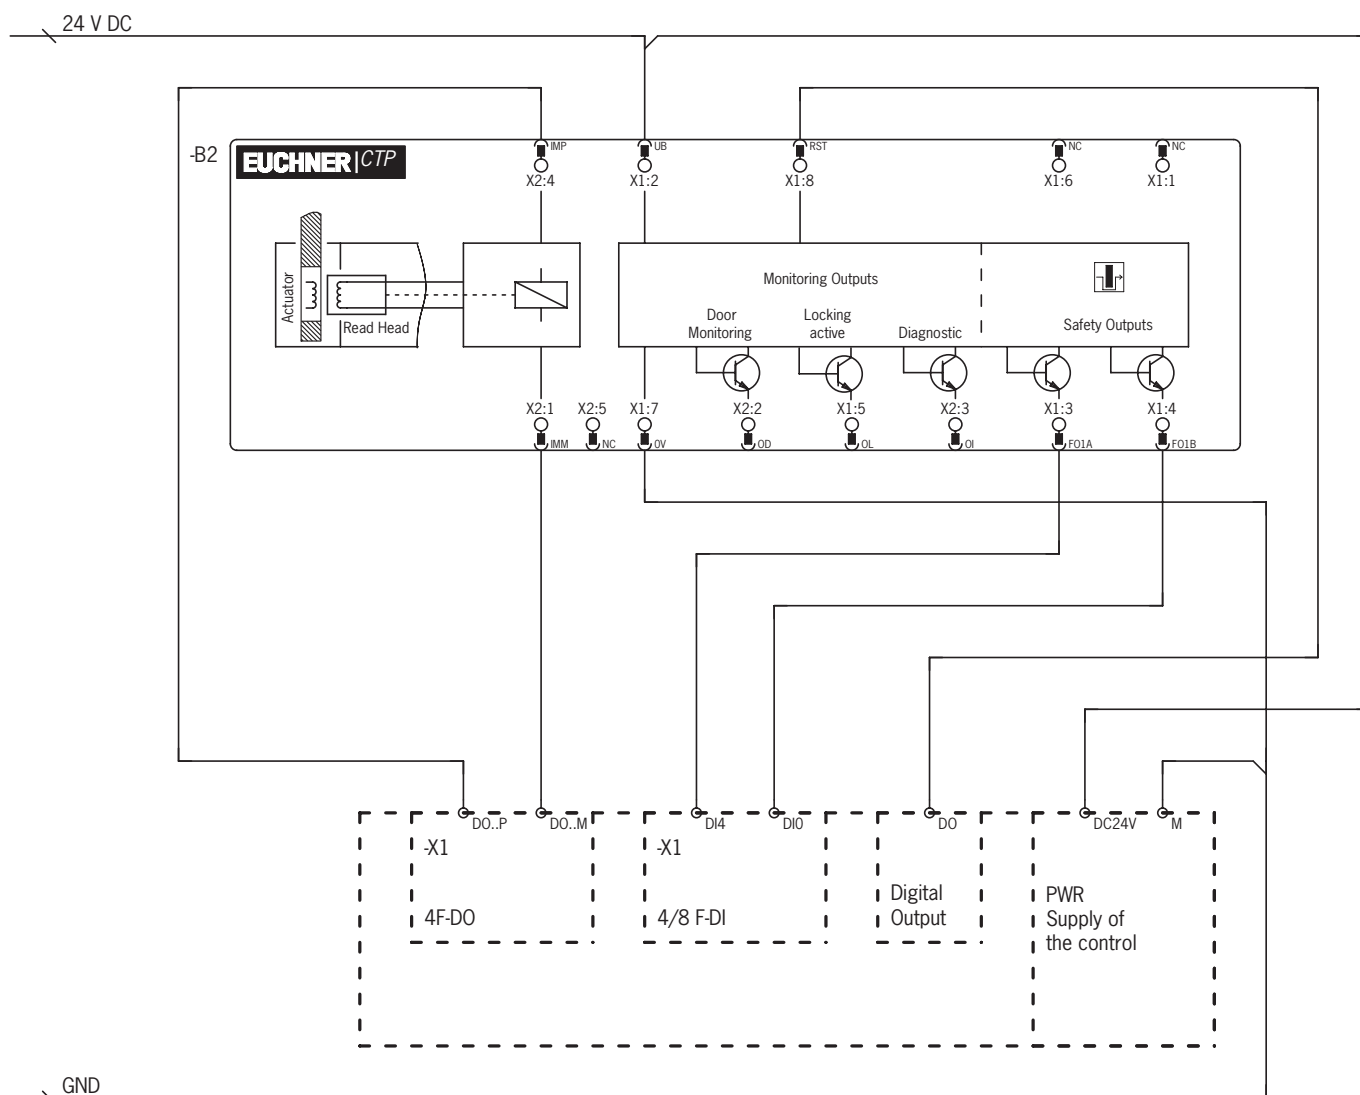 24 V DC
-B2
EUCHNER CTP
IMP
UB
RST
NC
NC
X2:4
X1:2
X1:8
X1:6
X1:1
Actuator
Read Head
Monitoring Outputs
Door
Monitoring
Locking
active
Diagnostic
Safety Outputs
X2:1
X2:5
X1:7
X2:2
X1:5
X2:3
X1:3
X1:4
IMM
NC
0V
OD
OL
OI
FO1A
FO1B
DO..P
DO..M
DI4
DI0
DO
DC24V
M
-X1
-X1
4F-DO
4/8 F-DI
Digital
Output
PWR
Supply of
the control
GND